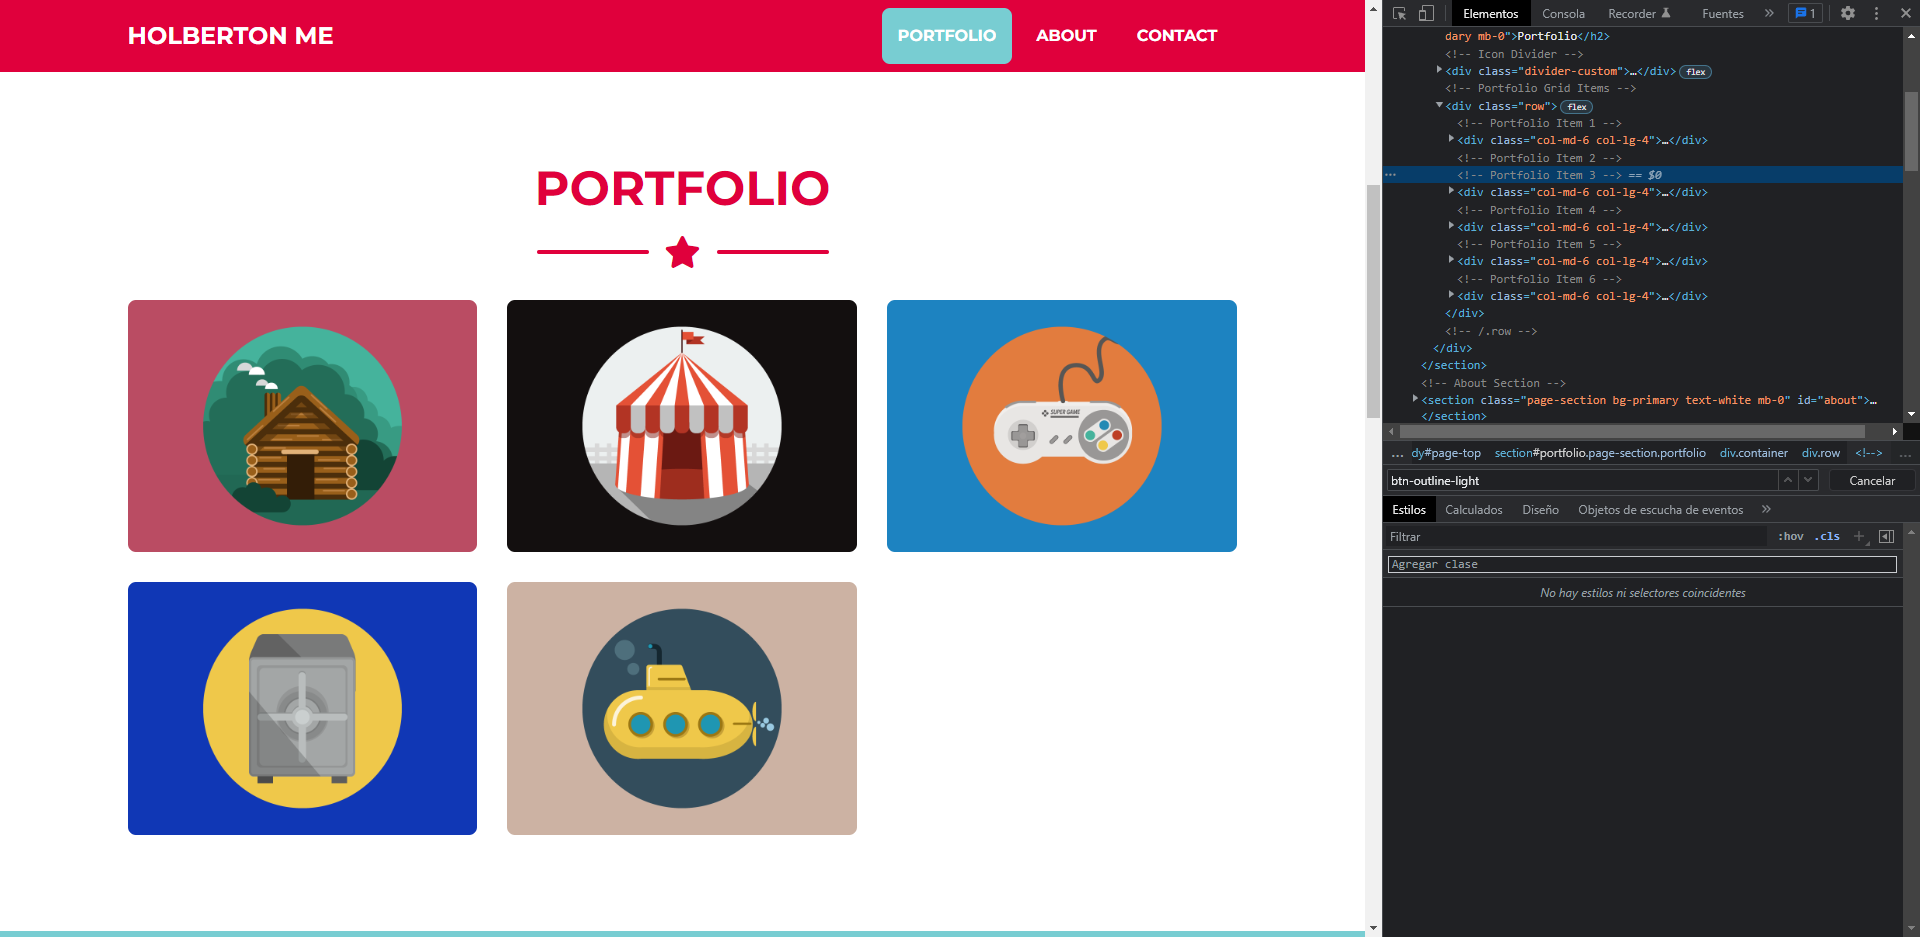 HOLBERTON ME
PORTFOLIO
ABOUT
CONTACT
PORTFOLIO
SUPER GAME
Elementos
Consola
Recorder
Fuentes
»
1
dary mb-0">Portfolio</h2>
<!-- Icon Divider -->
<div class="divider-custom">…</div> flex
<!-- Portfolio Grid Items -->
<div class="row"> flex
<!-- Portfolio Item 1 -->
<div class="col-md-6 col-lg-4">…</div>
<!-- Portfolio Item 2 -->
<!-- Portfolio Item 3 --> == $0
<div class="col-md-6 col-lg-4">…</div>
<!-- Portfolio Item 4 -->
<div class="col-md-6 col-lg-4">…</div>
<!-- Portfolio Item 5 -->
<div class="col-md-6 col-lg-4">…</div>
<!-- Portfolio Item 6 -->
<div class="col-md-6 col-lg-4">…</div>
</div>
<!-- /.row -->
</div>
</section>
<!-- About Section -->
<section class="page-section bg-primary text-white mb-0" id="about">…
</section>
… dy#page-top section#portfolio.page-section.portfolio div.container div.row <!--> …
btn-outline-light
Cancelar
Estilos
Calculados
Diseño
Objetos de escucha de eventos
»
Filtrar
:hov .cls
Agregar clase
No hay estilos ni selectores coincidentes